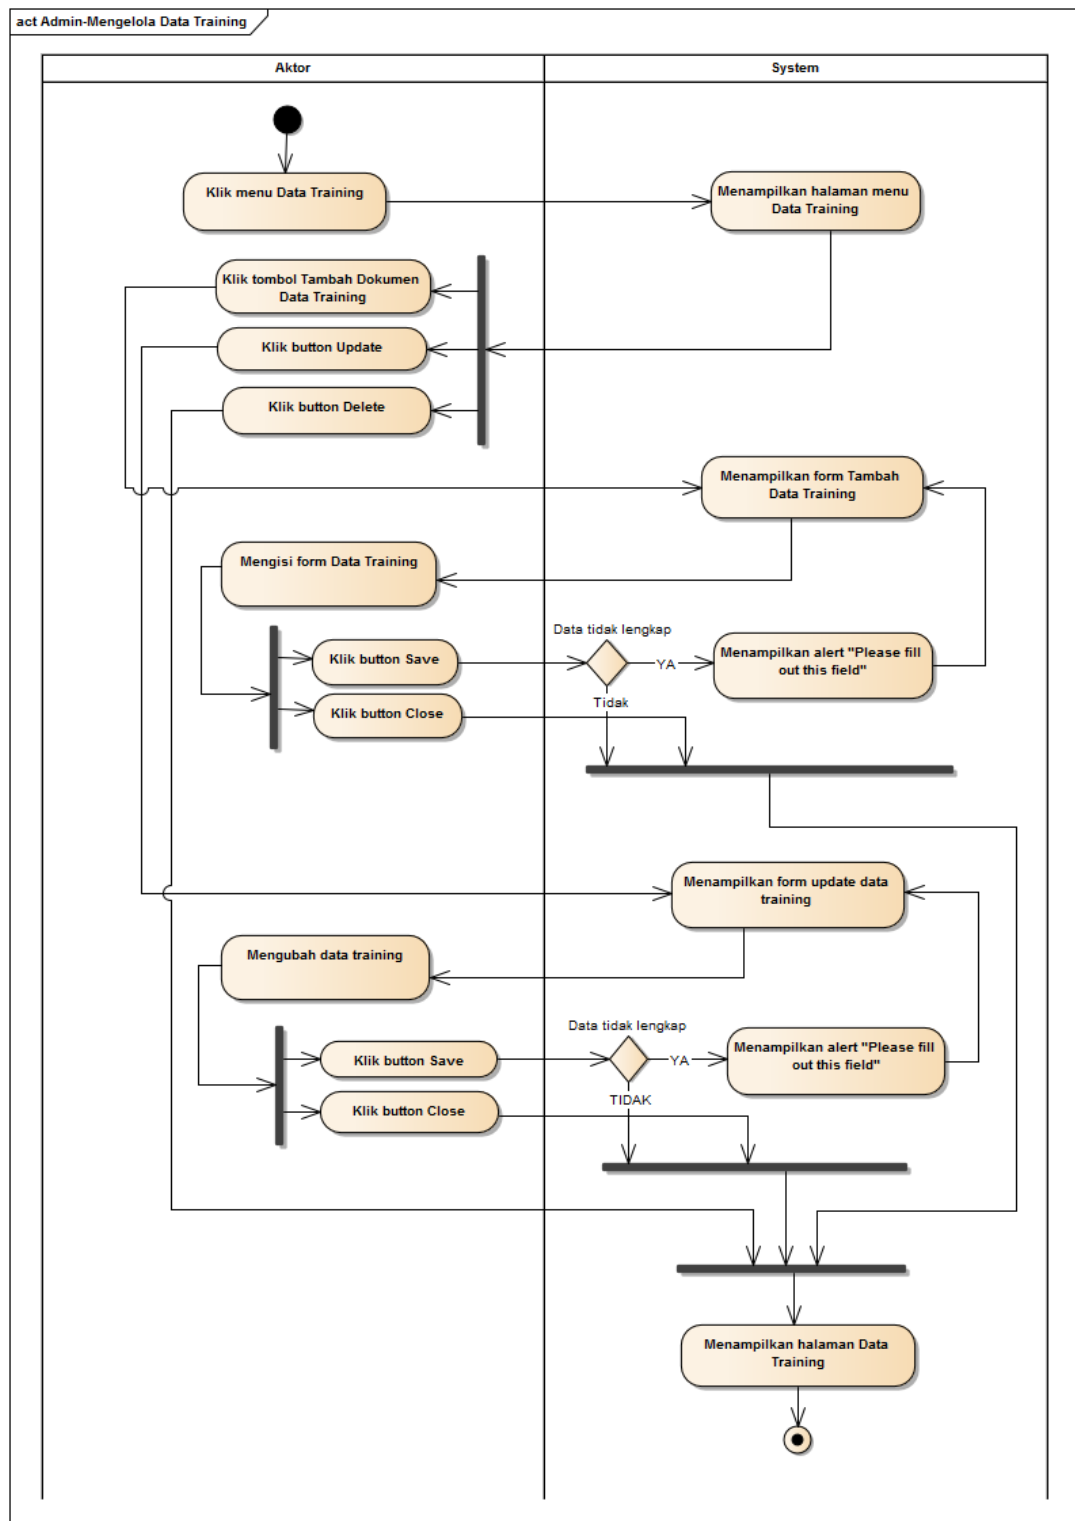 act Admin-Mengelola Data Training
Aktor
System
Klik menu Data Training
Menampilkan halaman menu
Data Training
Klik tombol Tambah Dokumen
Data Training
Klik button Update
Klik button Delete
Menampilkan form Tambah
Data Training
Mengisi form Data Training
Data tidak lengkap
Klik button Save
YA
Menampilkan alert "Please fill
out this field"
Tidak
Klik button Close
Menampilkan form update data
training
Mengubah data training
Data tidak lengkap
Klik button Save
YA
Menampilkan alert "Please fill
out this field"
TIDAK
Klik button Close
Menampilkan halaman Data
Training